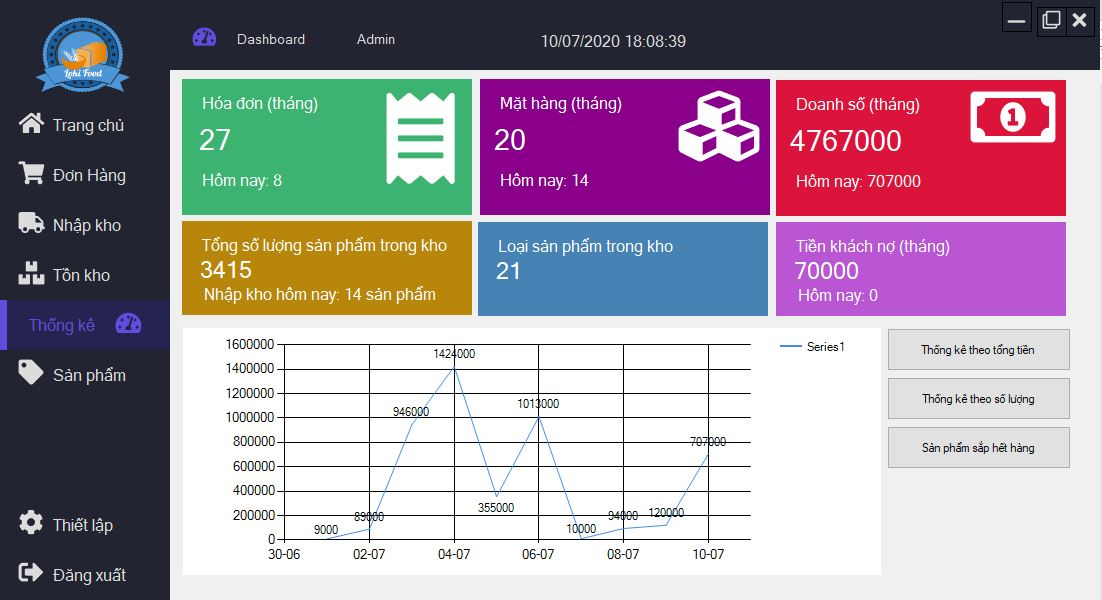 Loki Food
Dashboard
Admin
10/07/2020 18:08:39
Trang chủ
Đơn Hàng
Nhập kho
Tồn kho
Thống kê
Sản phẩm
Thiết lập
Đăng xuất
Hóa đơn (tháng)
27
Hôm nay: 8
Mặt hàng (tháng)
20
Hôm nay: 14
Doanh số (tháng)
4767000
Hôm nay: 707000
1
Tổng số lượng sản phẩm trong kho
3415
Nhập kho hôm nay: 14 sản phẩm
Loại sản phẩm trong kho
21
Tiền khách nợ (tháng)
70000
Hôm nay: 0
1600000
1400000
1200000
1000000
800000
600000
400000
200000
0
9000
89000
946000
1424000
355000
1013000
10000
94000
120000
707000
30-06
02-07
04-07
06-07
08-07
10-07
Series1
Thống kê theo tổng tiền
Thống kê theo số lượng
Sản phẩm sắp hết hàng